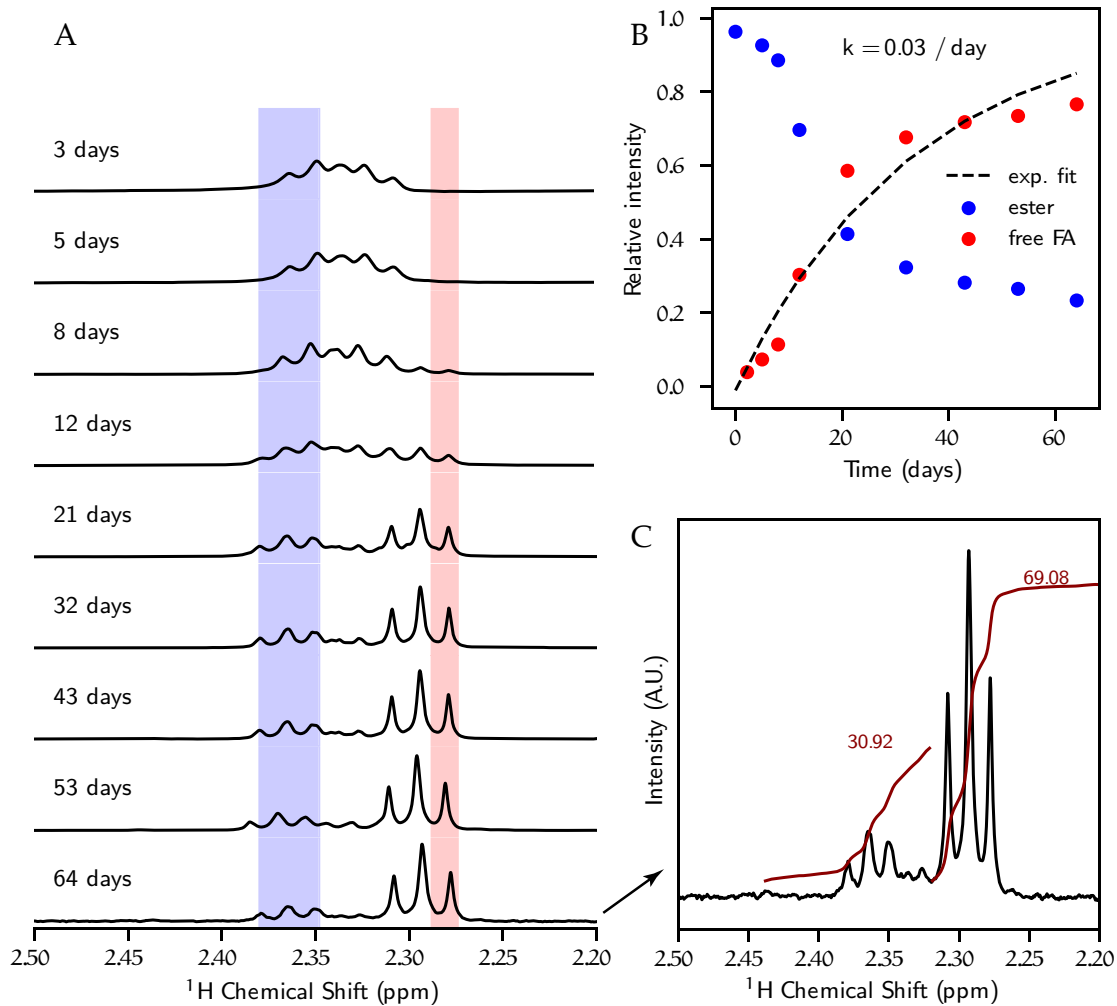 A
3 days
5 days
8 days
12 days
21 days
32 days
43 days
53 days
64 days
2.50 2.45 2.40 2.35 2.30 2.25 2.20
¹H Chemical Shift (ppm)
B
k = 0.03 / day
1.0
0.8
0.6
0.4
0.2
0.0
Relative intensity
exp. fit
ester
free FA
0 20 40 60
Time (days)
C
69.08
30.92
Intensity (A.U.)
2.50 2.45 2.40 2.35 2.30 2.25 2.20
¹H Chemical Shift (ppm)